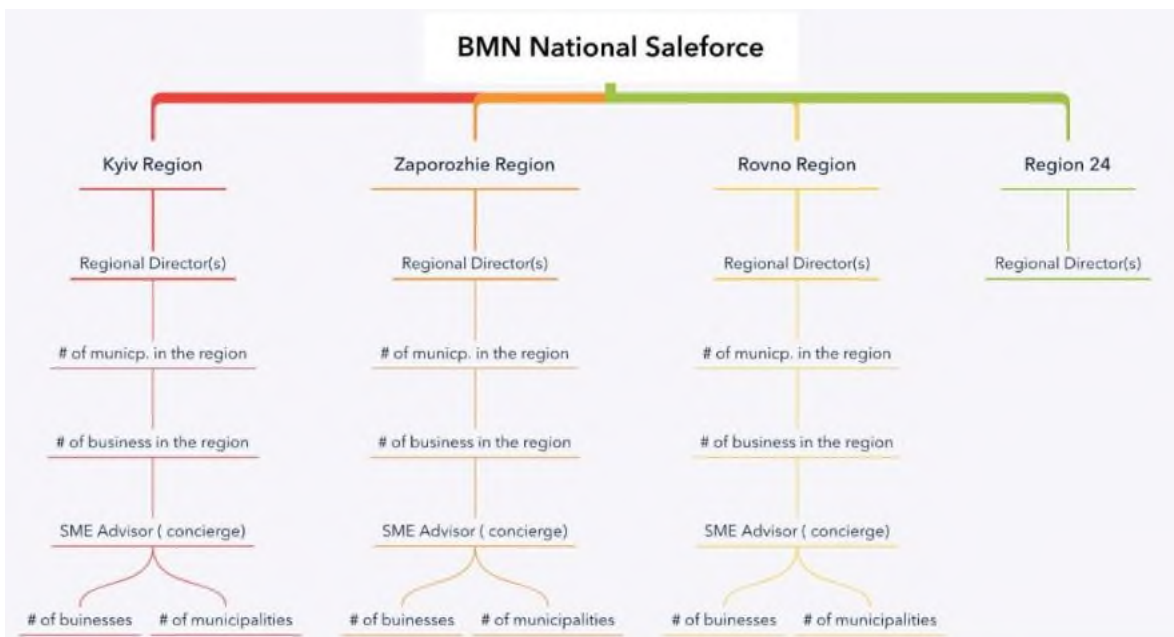 BMN National Saleforce
Kyiv Region
Zaporozhie Region
Rovno Region
Region 24
Regional Director(s)
Regional Director(s)
Regional Director(s)
Regional Director(s)
# of municp. in the region
# of municp. in the region
# of municp. in the region
# of business in the region
# of business in the region
# of business in the region
SME Advisor ( concierge)
SME Advisor ( concierge)
SME Advisor ( concierge)
# of buinesses
# of municipalities
# of buinesses
# of municipalities
# of buinesses
# of municipalities